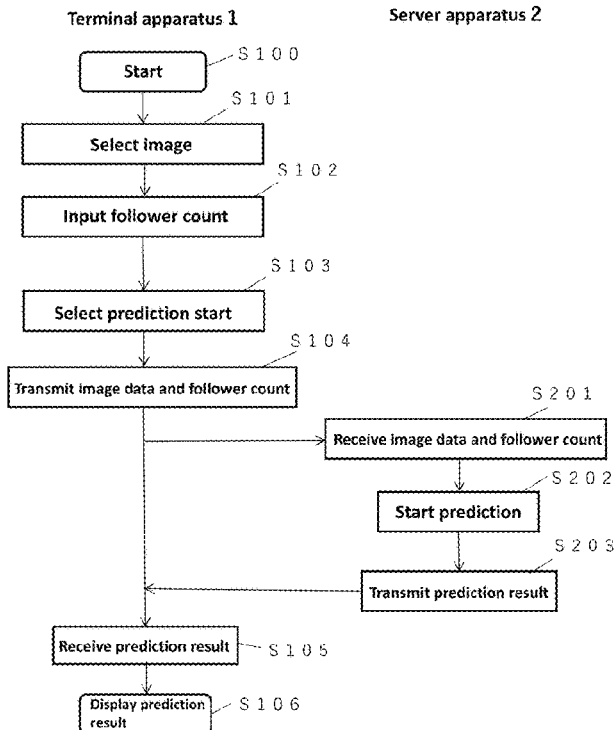 Terminal apparatus 1
Server apparatus 2
Start
S100
Select image
S101
Input follower count
S102
Select prediction start
S103
Transmit image data and follower count
S104
Receive image data and follower count
S201
Start prediction
S202
Transmit prediction result
S203
Receive prediction result
S105
Display prediction
result
S106